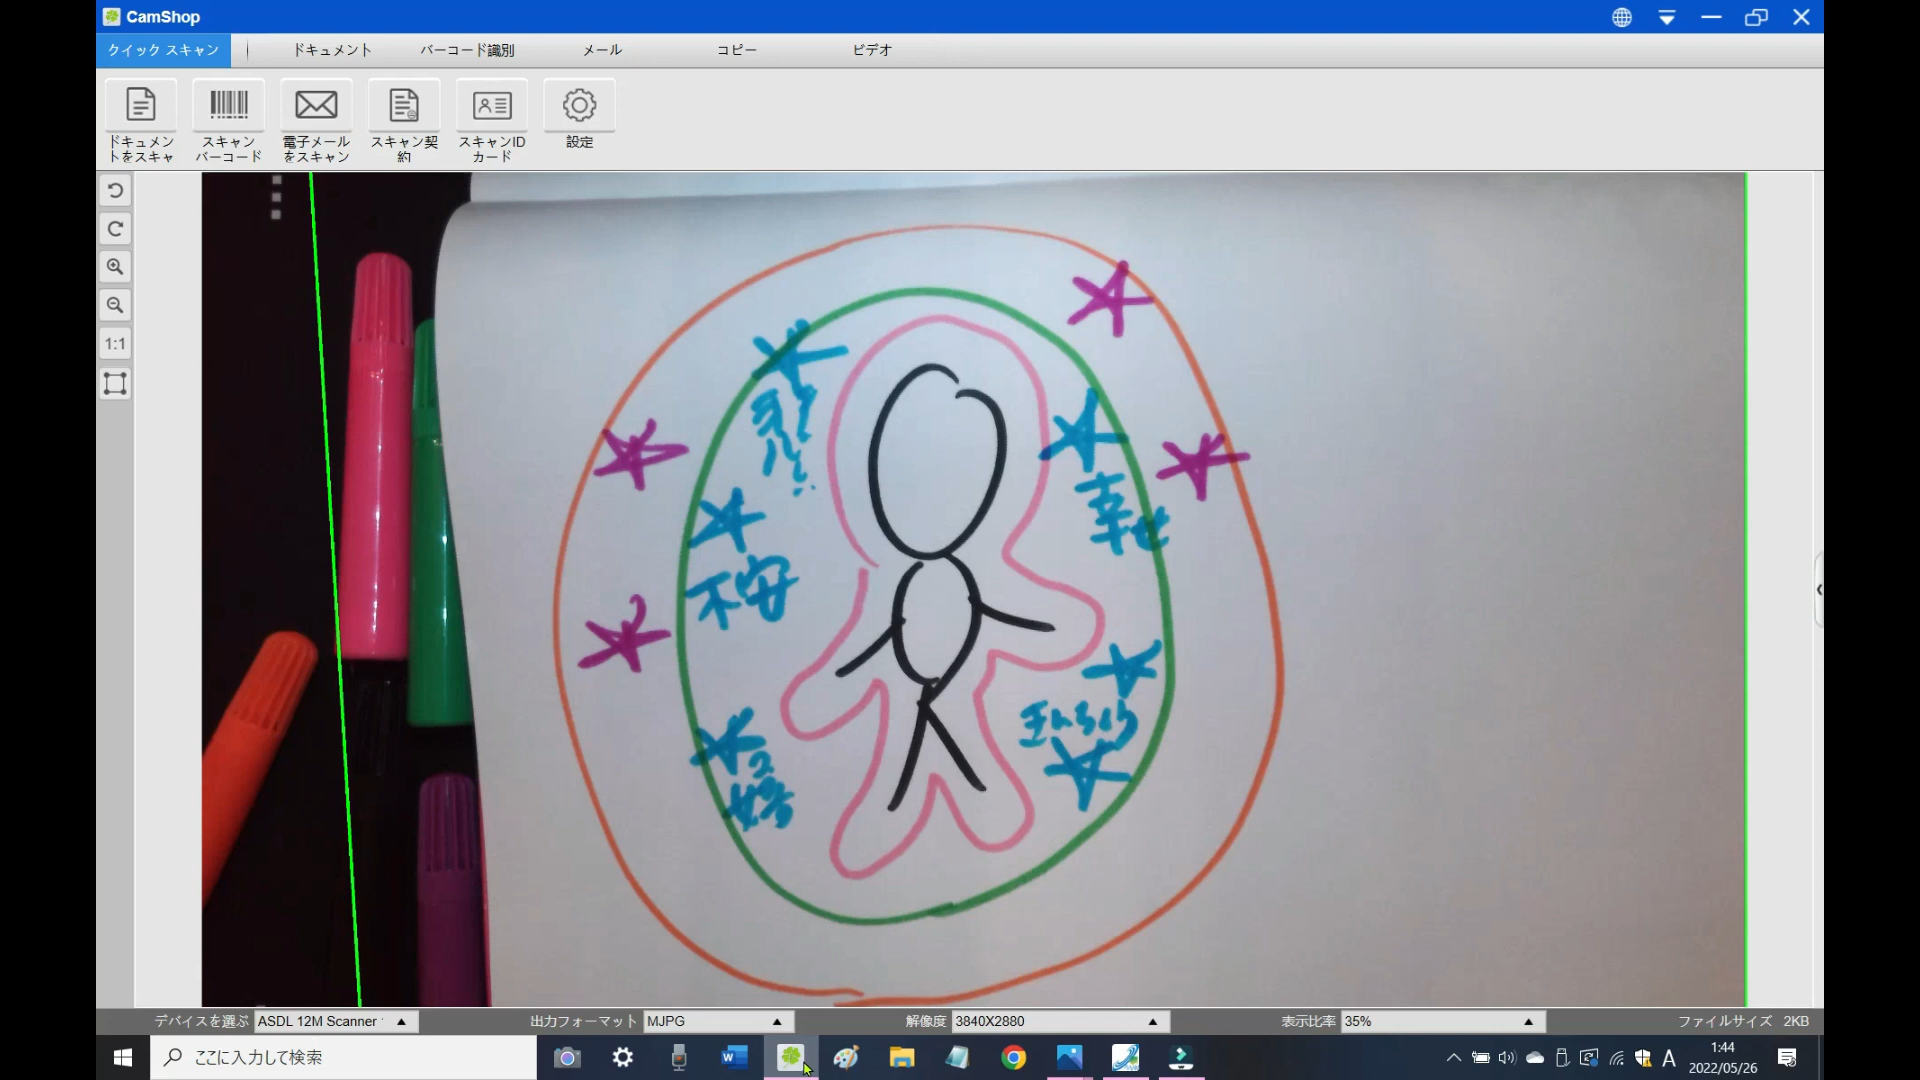 CamShop
クイック スキャン
ドキュメント
バーコード識別
メール
コピー
ビデオ
ドキュメン
トをスキャ
スキャン
バーコード
電子メール
をスキャン
スキャン契
約
スキャンID
カード
設定
1:1
幸せ
不安
デバイスを選ぶ ASDL 12M Scanner
出力フォーマット MJPG
解像度 3840X2880
表示比率 35%
ファイルサイズ 2KB
ここに入力して検索
A
1:44
2022/05/26